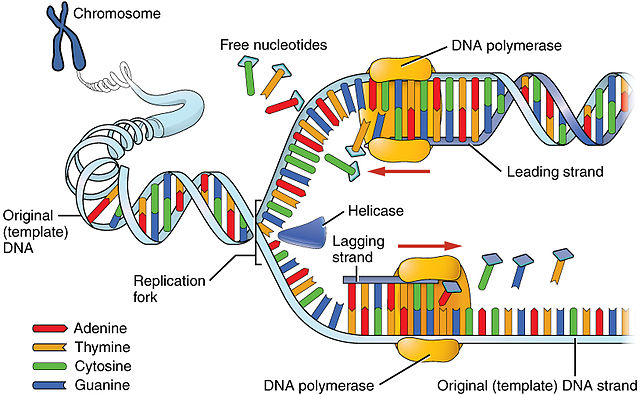 Chromosome
Free nucleotides
DNA polymerase
Leading strand
Original
(template)
DNA
Helicase
Lagging
strand
Replication
fork
Adenine
Thymine
Cytosine
Guanine
DNA polymerase
Original (template) DNA strand